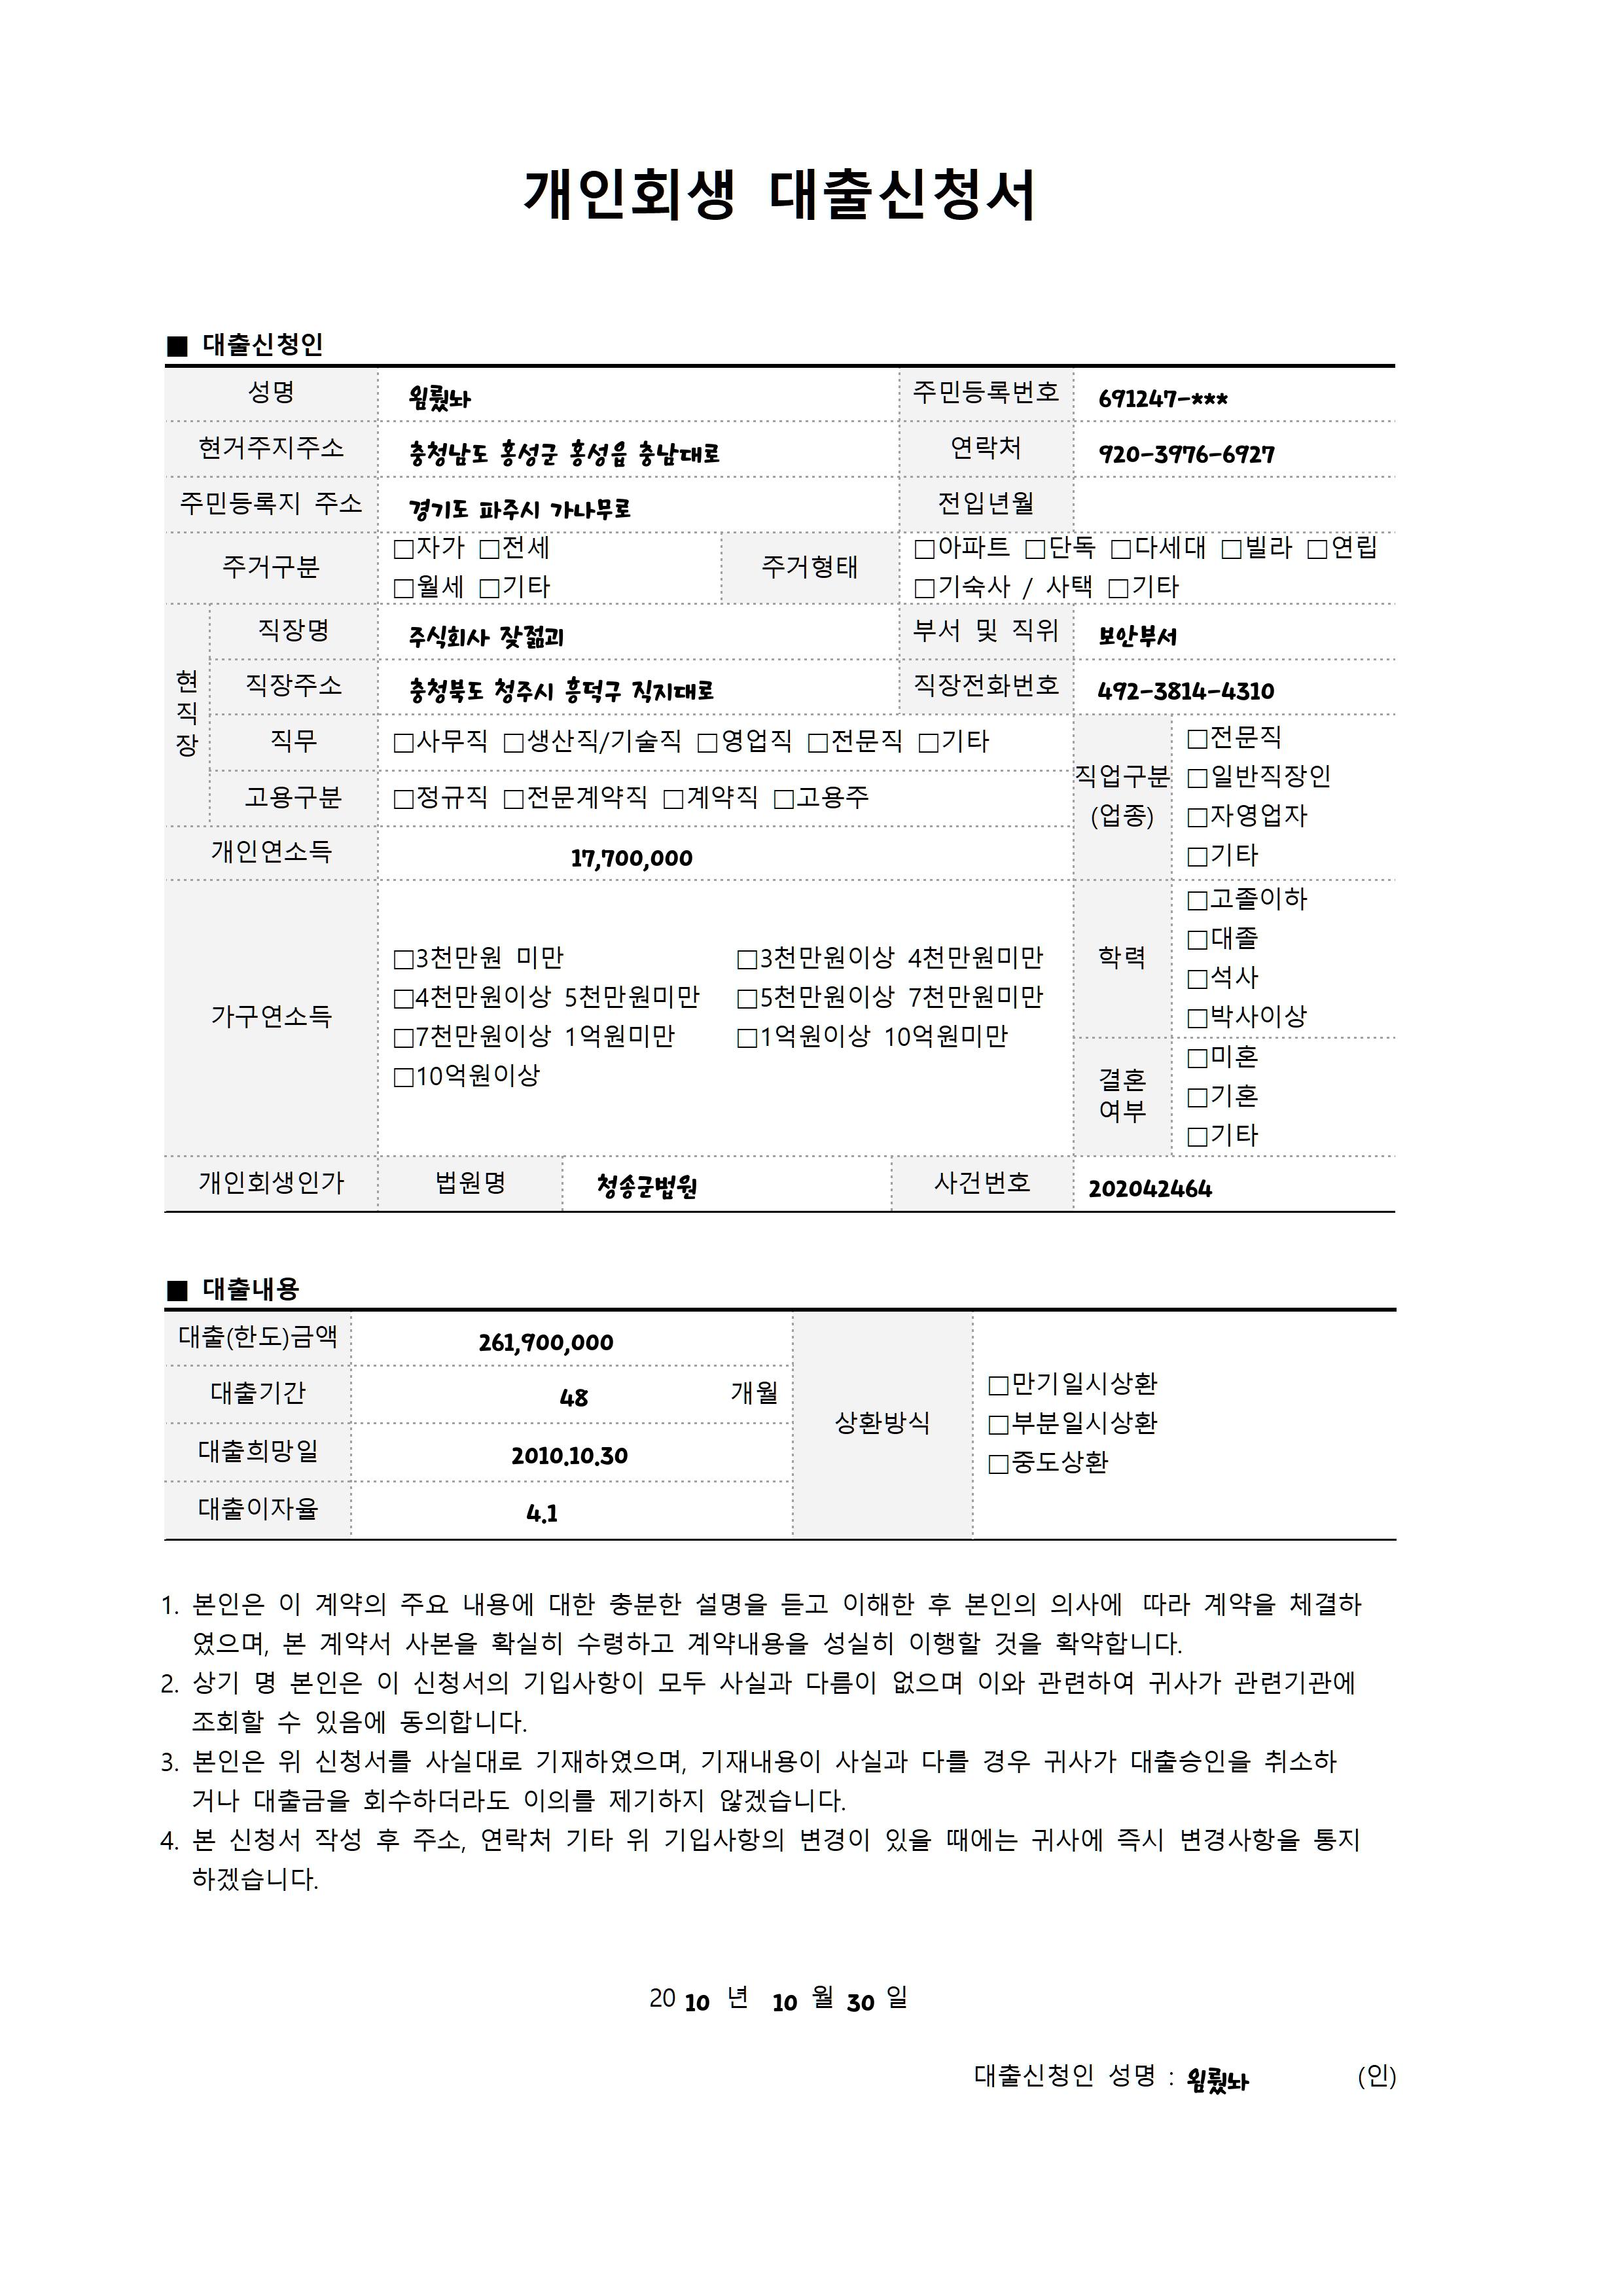 개인회생 대출신청서
■ 대출신청인
성명 윔뤘놔 주민등록번호 691247-***
현거주지주소 충청남도 홍성군 홍성읍 충남대로 연락처 920-3976-6927
주민등록지 주소 경기도 파주시 가나무로 전입년월
주거구분 □자가 □전세 □월세 □기타 주거형태 □아파트 □단독 □다세대 □빌라 □연립 □기숙사 / 사택 □기타
현직장
직장명 주식회사 잦젊괴 부서 및 직위 보안부서
직장주소 충청북도 청주시 흥덕구 직지대로 직장전화번호 492-3814-4310
직무 □사무직 □생산직/기술직 □영업직 □전문직 □기타
고용구분 □정규직 □전문계약직 □계약직 □고용주
직업구분 (업종)
□전문직
□일반직장인
□자영업자
□기타
개인연소득 17,700,000
가구연소득
□3천만원 미만 □3천만원이상 4천만원미만
□4천만원이상 5천만원미만 □5천만원이상 7천만원미만
□7천만원이상 1억원미만 □1억원이상 10억원미만
□10억원이상
학력
□고졸이하
□대졸
□석사
□박사이상
결혼여부
□미혼
□기혼
□기타
개인회생인가 법원명 청송군법원 사건번호 202042464
■ 대출내용
대출(한도)금액 261,900,000
대출기간 48 개월
대출희망일 2010.10.30
대출이자율 4.1
상환방식
□만기일시상환
□부분일시상환
□중도상환
1. 본인은 이 계약의 주요 내용에 대한 충분한 설명을 듣고 이해한 후 본인의 의사에 따라 계약을 체결하
였으며, 본 계약서 사본을 확실히 수령하고 계약내용을 성실히 이행할 것을 확약합니다.
2. 상기 명 본인은 이 신청서의 기입사항이 모두 사실과 다름이 없으며 이와 관련하여 귀사가 관련기관에
조회할 수 있음에 동의합니다.
3. 본인은 위 신청서를 사실대로 기재하였으며, 기재내용이 사실과 다를 경우 귀사가 대출승인을 취소하
거나 대출금을 회수하더라도 이의를 제기하지 않겠습니다.
4. 본 신청서 작성 후 주소, 연락처 기타 위 기입사항의 변경이 있을 때에는 귀사에 즉시 변경사항을 통지
하겠습니다.
20 10 년 10 월 30 일
대출신청인 성명 : 윔뤘놔 (인)